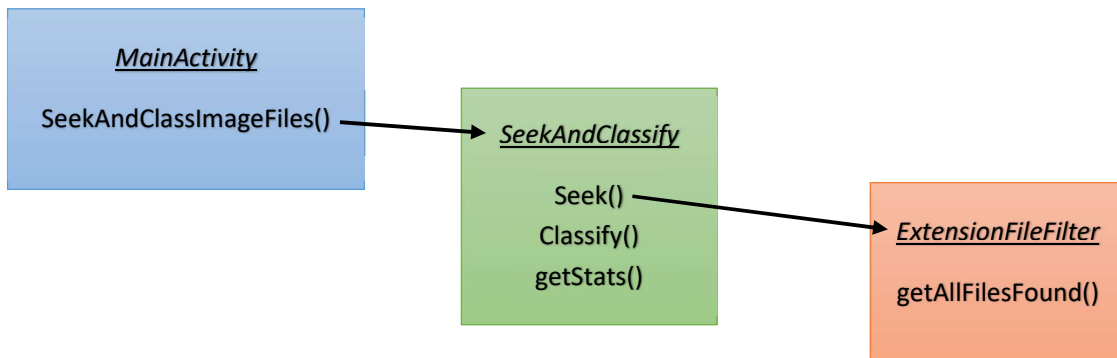 MainActivity
SeekAndClassImageFiles()
SeekAndClassify
Seek()
Classify()
getStats()
ExtensionFileFilter
getAllFilesFound()